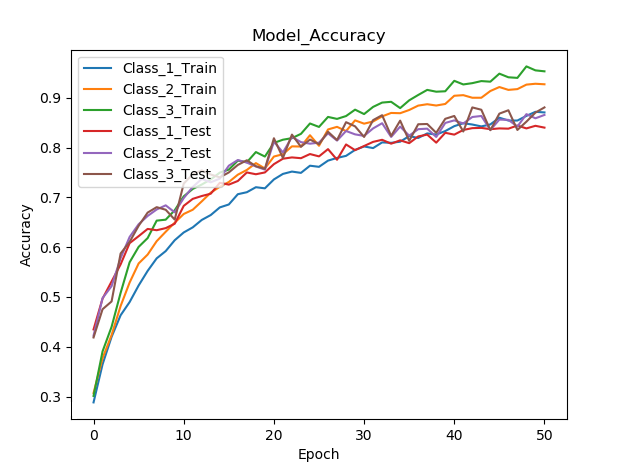 Model_Accuracy
Class_1_Train
Class_2_Train
Class_3_Train
Class_1_Test
Class_2_Test
Class_3_Test
0.9
0.8
0.7
0.6
0.5
0.4
0.3
Accuracy
0 10 20 30 40 50
Epoch